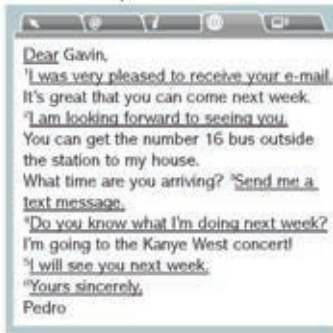 Dear Gavin,
¹I was very pleased to receive your e-mail.
It's great that you can come next week.
²I am looking forward to seeing you.
You can get the number 16 bus outside
the station to my house.
What time are you arriving? ³Send me a
text message.
⁴Do you know what I'm doing next week?
I'm going to the Kanye West concert!
⁵I will see you next week.
⁶Yours sincerely,
Pedro